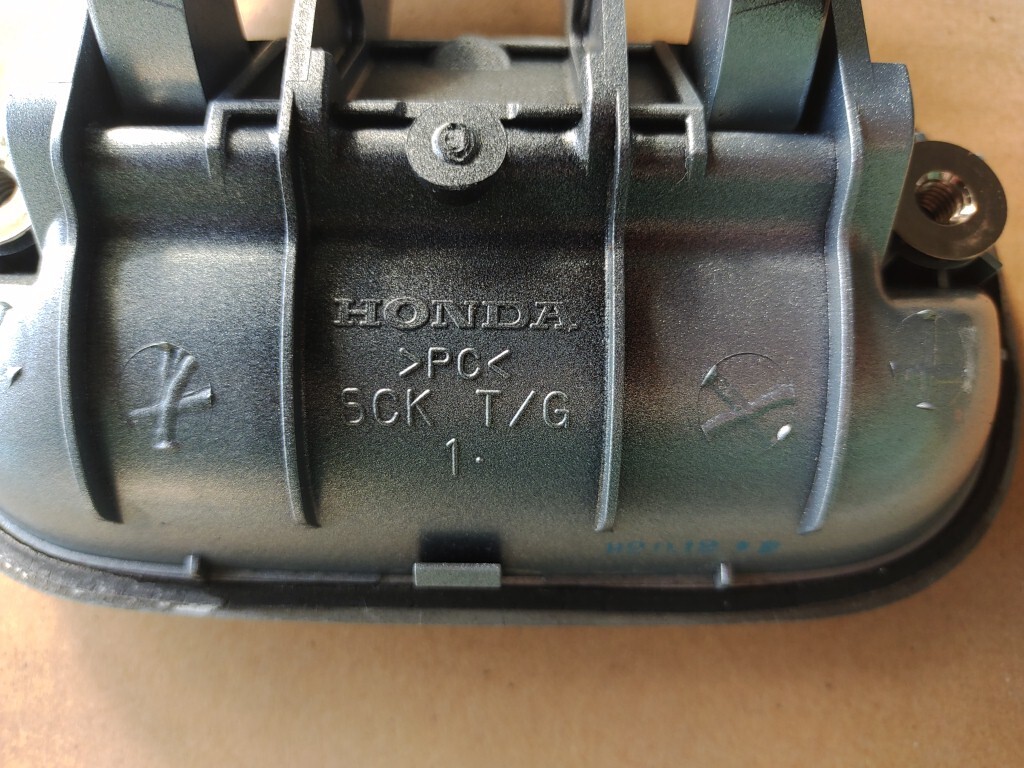 HONDA
>PC<
SCK T/G
1